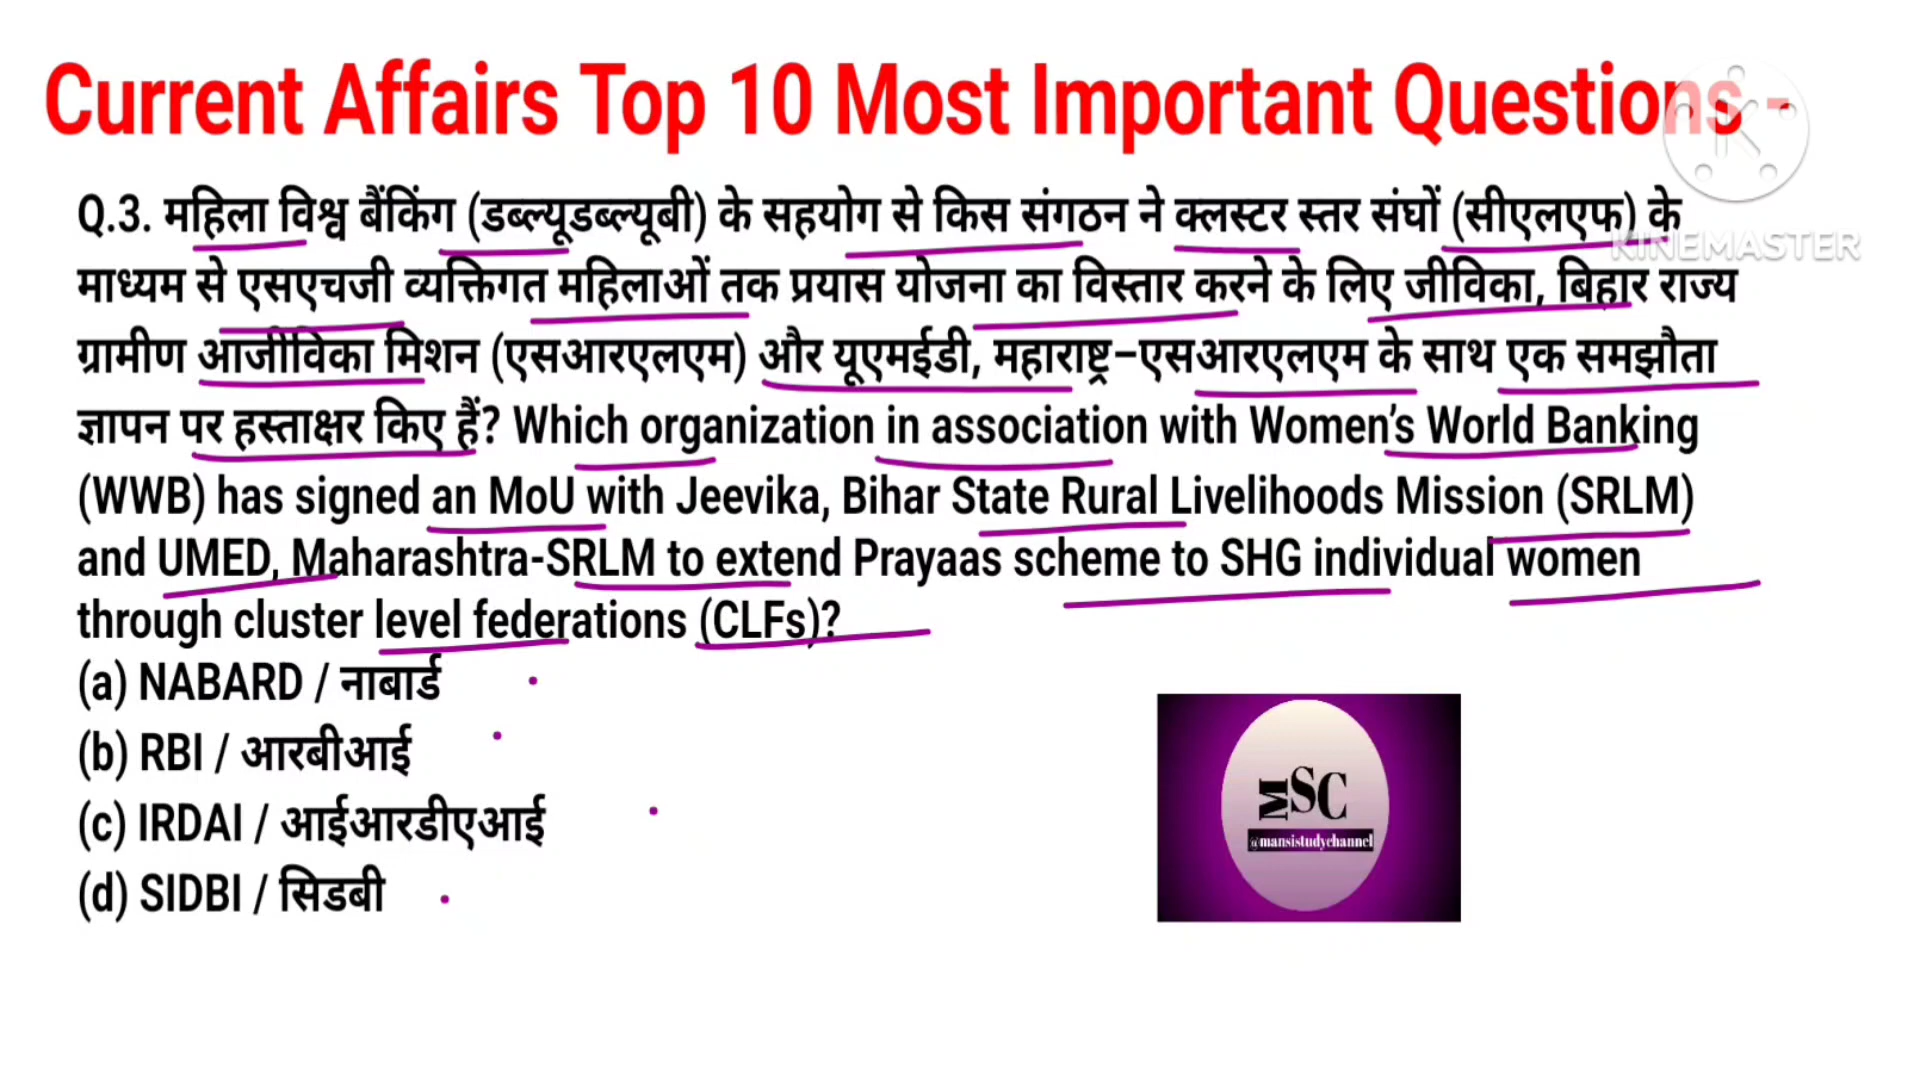 Current Affairs Top 10 Most Important Questions -
KINEMASTER
Q.3. महिला विश्व बैंकिंग (डब्ल्यूडब्ल्यूबी) के सहयोग से किस संगठन ने क्लस्टर स्तर संघों (सीएलएफ) के
माध्यम से एसएचजी व्यक्तिगत महिलाओं तक प्रयास योजना का विस्तार करने के लिए जीविका, बिहार राज्य
ग्रामीण आजीविका मिशन (एसआरएलएम) और यूएमईडी, महाराष्ट्र–एसआरएलएम के साथ एक समझौता
ज्ञापन पर हस्ताक्षर किए हैं? Which organization in association with Women’s World Banking
(WWB) has signed an MoU with Jeevika, Bihar State Rural Livelihoods Mission (SRLM)
and UMED, Maharashtra-SRLM to extend Prayaas scheme to SHG individual women
through cluster level federations (CLFs)?
(a) NABARD / नाबार्ड
(b) RBI / आरबीआई
(c) IRDAI / आईआरडीएआई
(d) SIDBI / सिडबी
MSC
@mansistudychannel